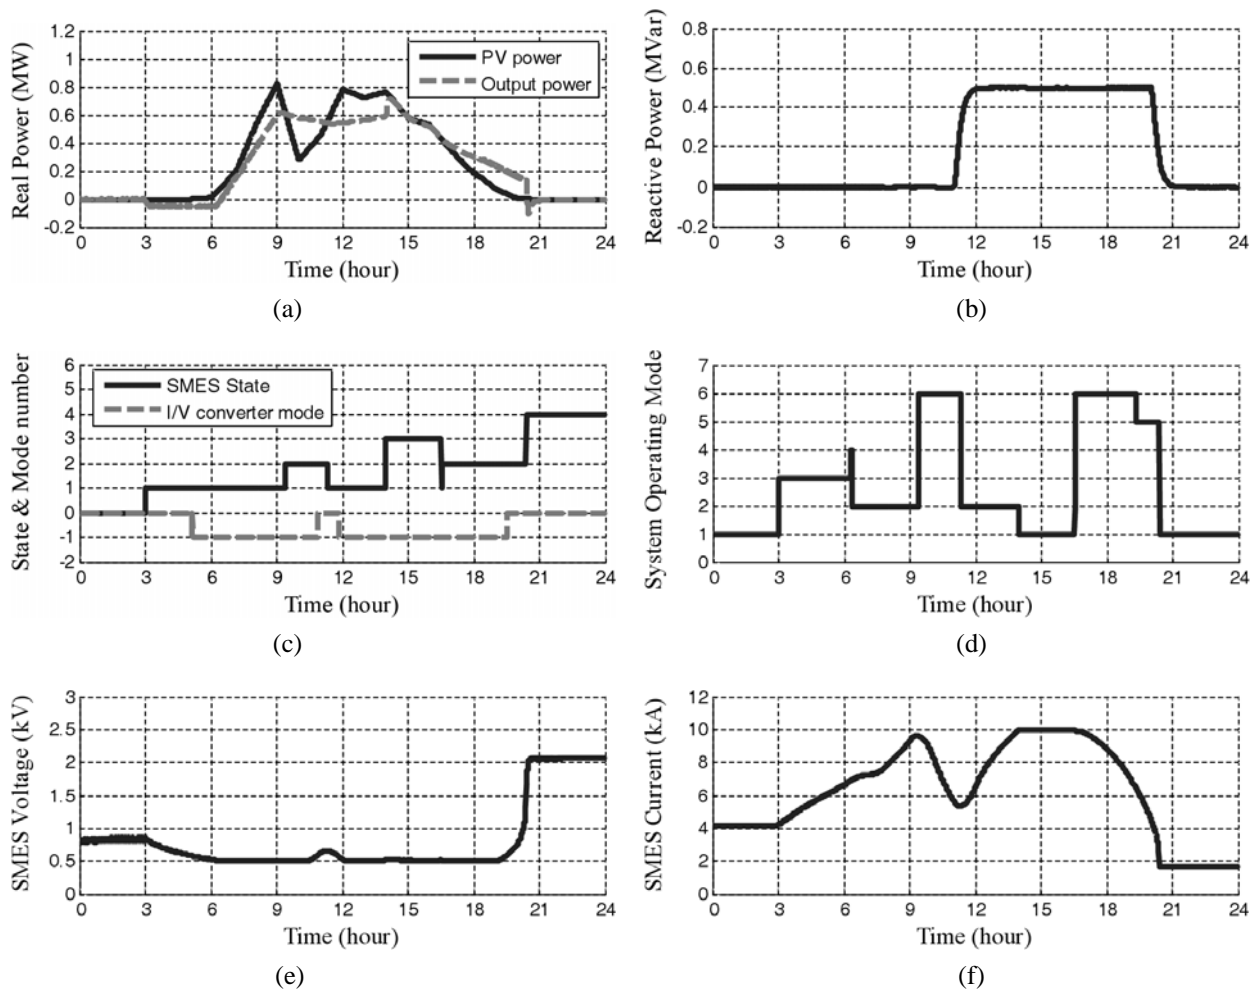 Real Power (MW)
1.2
1
0.8
0.6
0.4
0.2
0
-0.2
PV power
Output power
0 3 6 9 12 15 18 21 24
Time (hour)
(a)
Reactive Power (MVar)
0.8
0.6
0.4
0.2
0
-0.2
0 3 6 9 12 15 18 21 24
Time (hour)
(b)
State & Mode number
6
5
4
3
2
1
0
-1
-2
SMES State
I/V converter mode
0 3 6 9 12 15 18 21 24
Time (hour)
(c)
System Operating Mode
7
6
5
4
3
2
1
0
0 3 6 9 12 15 18 21 24
Time (hour)
(d)
SMES Voltage (kV)
3
2.5
2
1.5
1
0.5
0
0 3 6 9 12 15 18 21 24
Time (hour)
(e)
SMES Current (kA)
12
10
8
6
4
2
0
0 3 6 9 12 15 18 21 24
Time (hour)
(f)